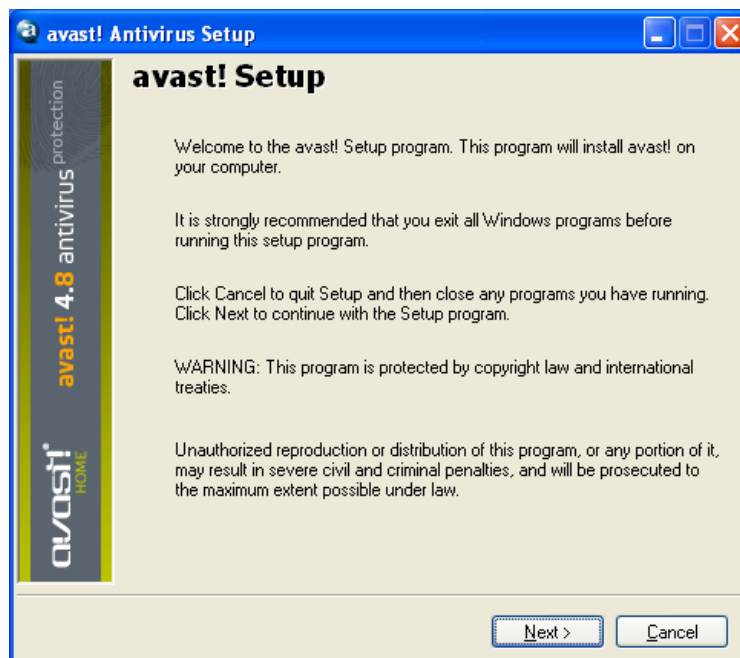 avast! Antivirus Setup
avast! Setup
Welcome to the avast! Setup program. This program will install avast! on
your computer.
It is strongly recommended that you exit all Windows programs before
running this setup program.
Click Cancel to quit Setup and then close any programs you have running.
Click Next to continue with the Setup program.
WARNING: This program is protected by copyright law and international
treaties.
Unauthorized reproduction or distribution of this program, or any portion of it,
may result in severe civil and criminal penalties, and will be prosecuted to
the maximum extent possible under law.
avast! 4.8 antivirus protection
avast!
HOME
Next >
Cancel